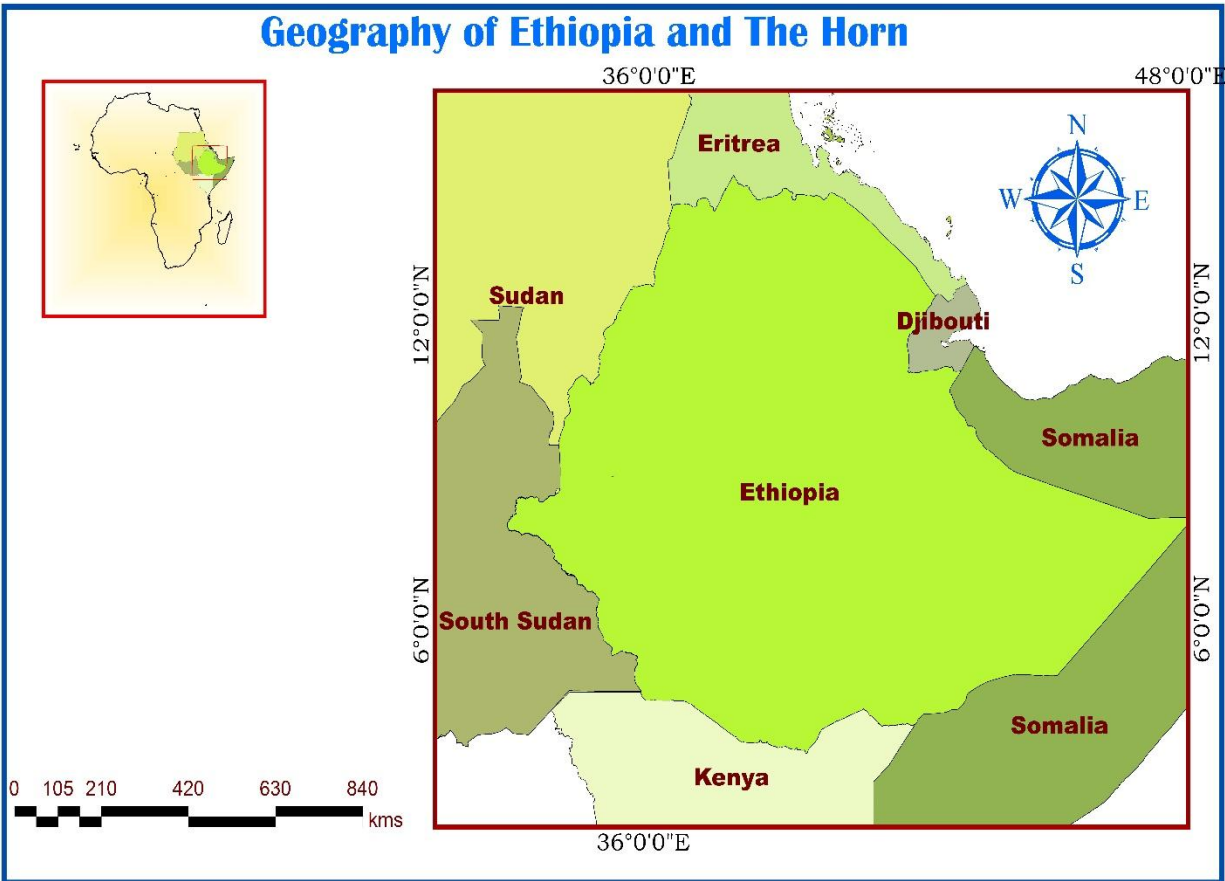 Geography of Ethiopia and The Horn
36°0'0"E
48°0'0"E
Eritrea
N
W
E
S
12°0'0"N
Sudan
Djibouti
12°0'0"N
Somalia
Ethiopia
6°0'0"N
South Sudan
6°0'0"N
Somalia
Kenya
0 105 210 420 630 840
kms
36°0'0"E